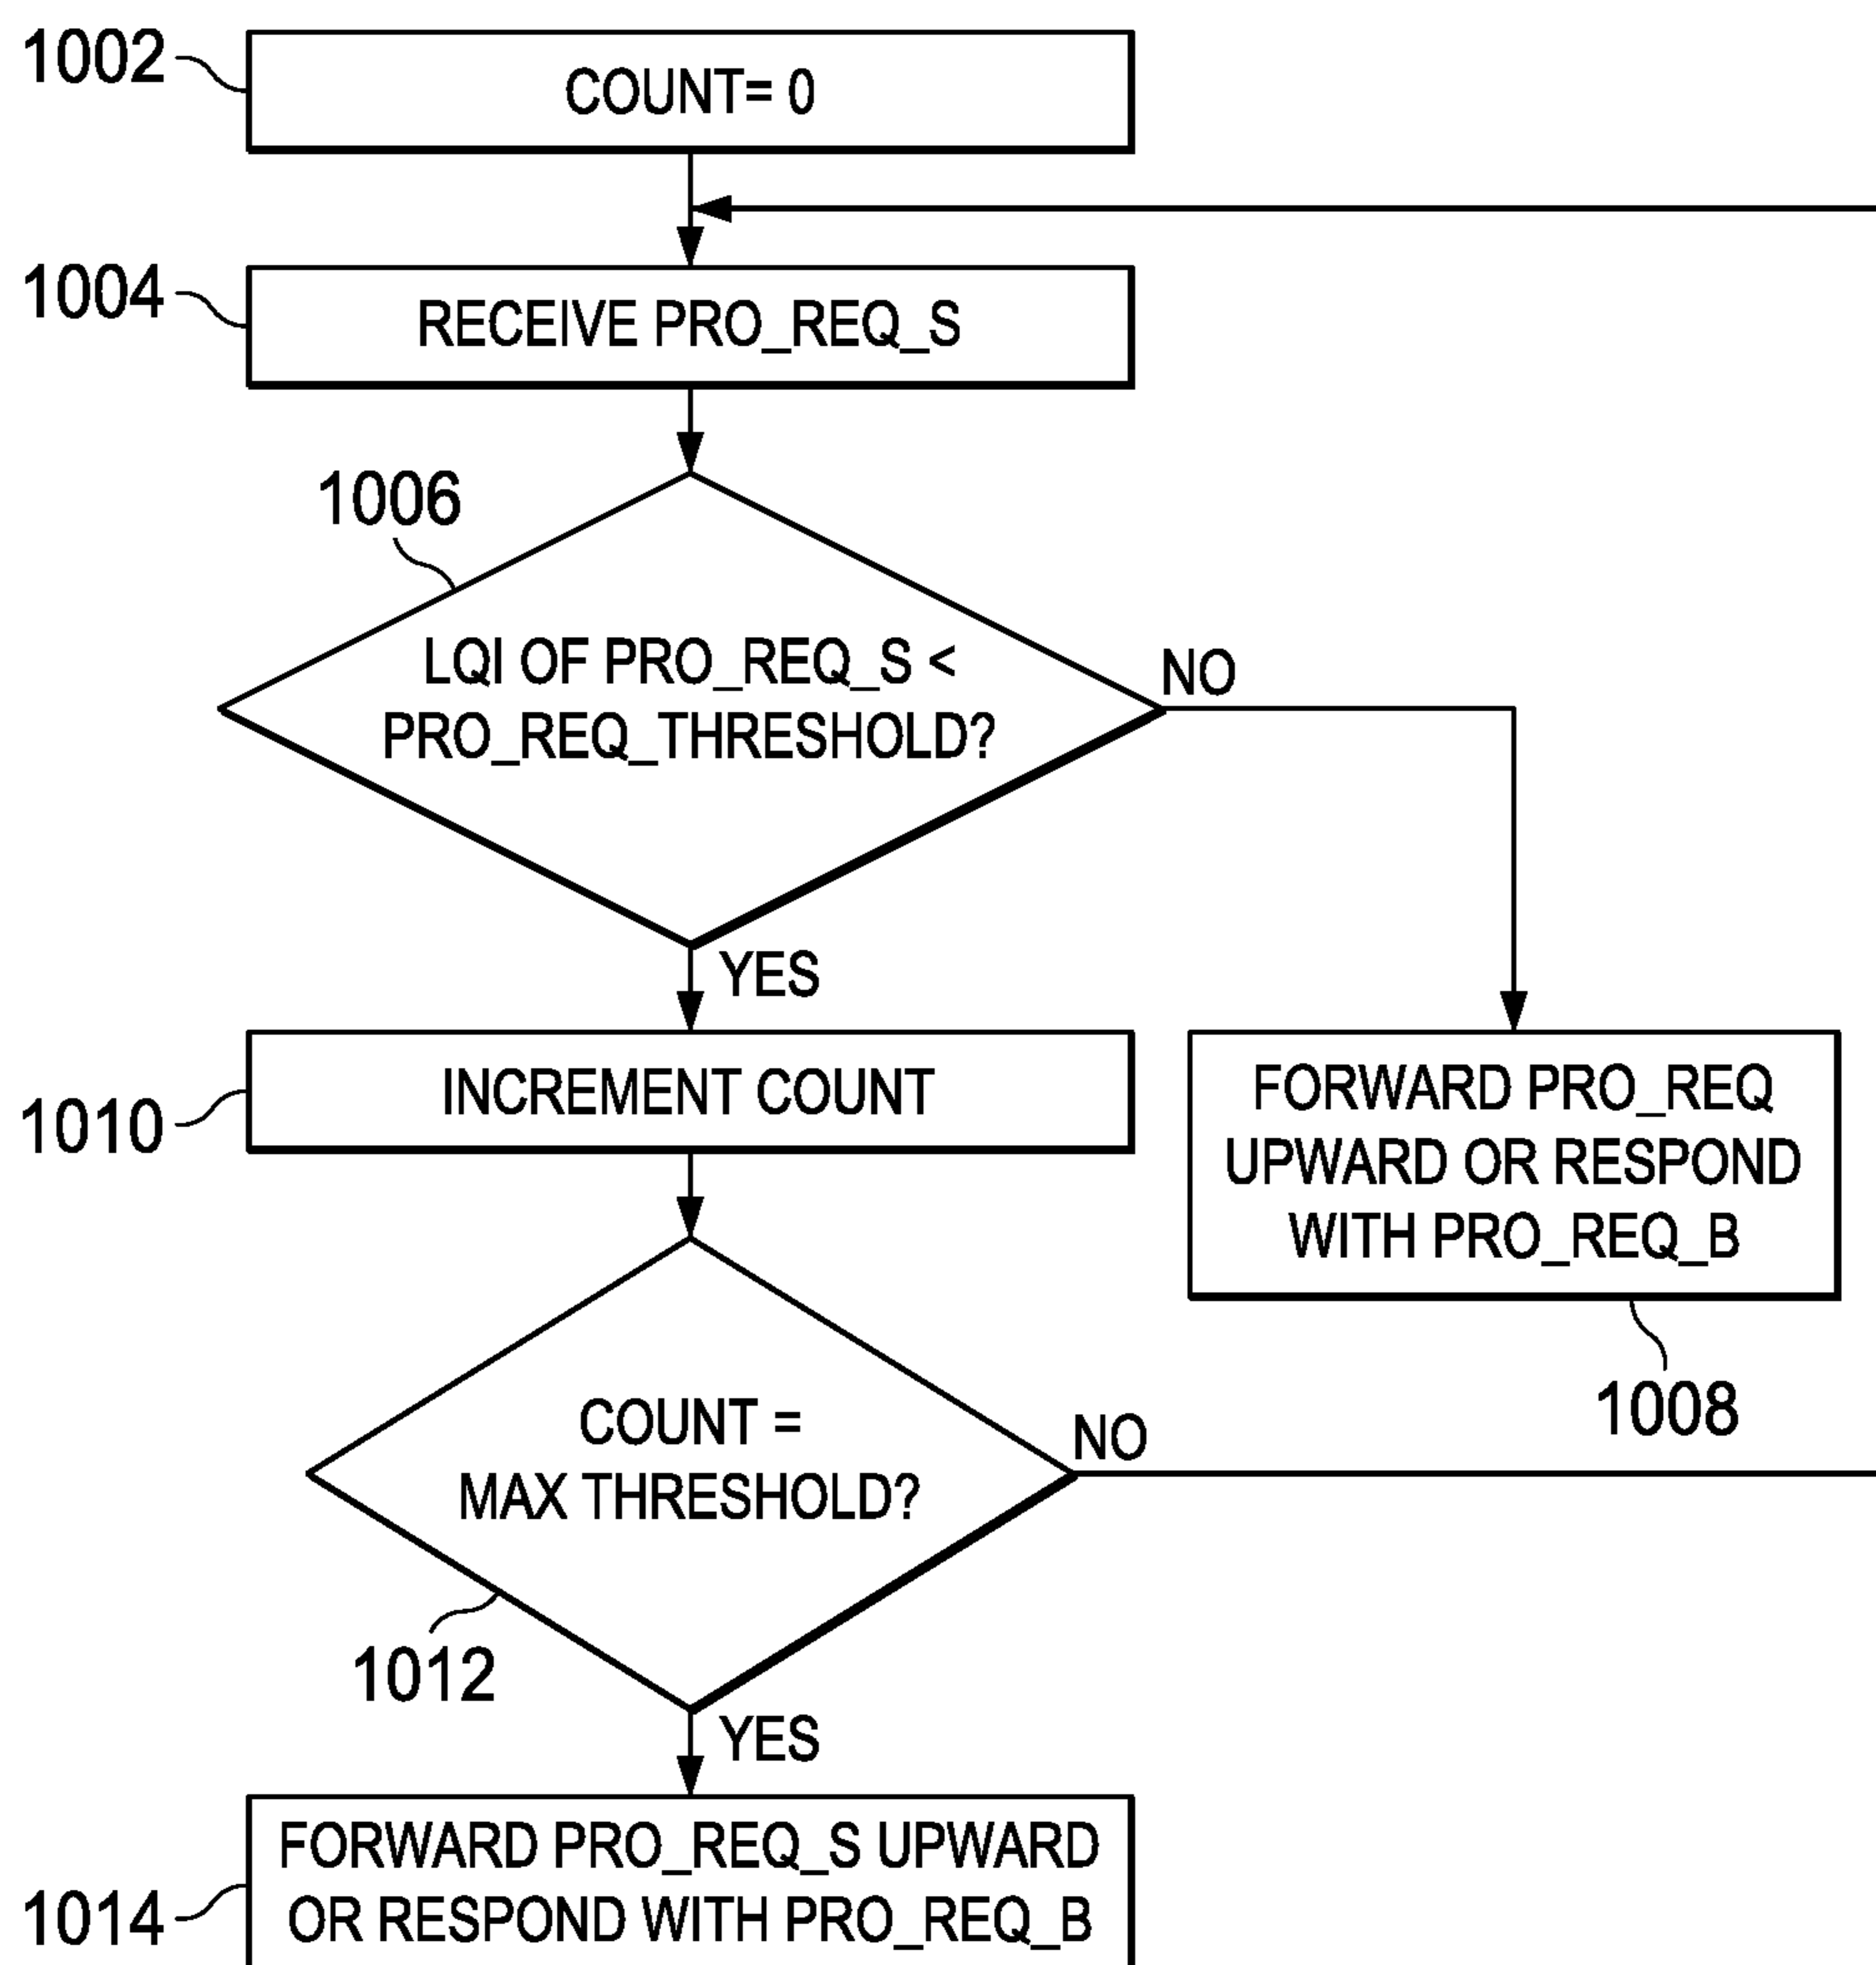 1002
COUNT= 0
1004
RECEIVE PRO_REQ_S
1006
LQI OF PRO_REQ_S <
PRO_REQ_THRESHOLD?
NO
YES
1010
INCREMENT COUNT
FORWARD PRO_REQ
UPWARD OR RESPOND
WITH PRO_REQ_B
1008
COUNT =
MAX THRESHOLD?
NO
1012
YES
1014
FORWARD PRO_REQ_S UPWARD
OR RESPOND WITH PRO_REQ_B